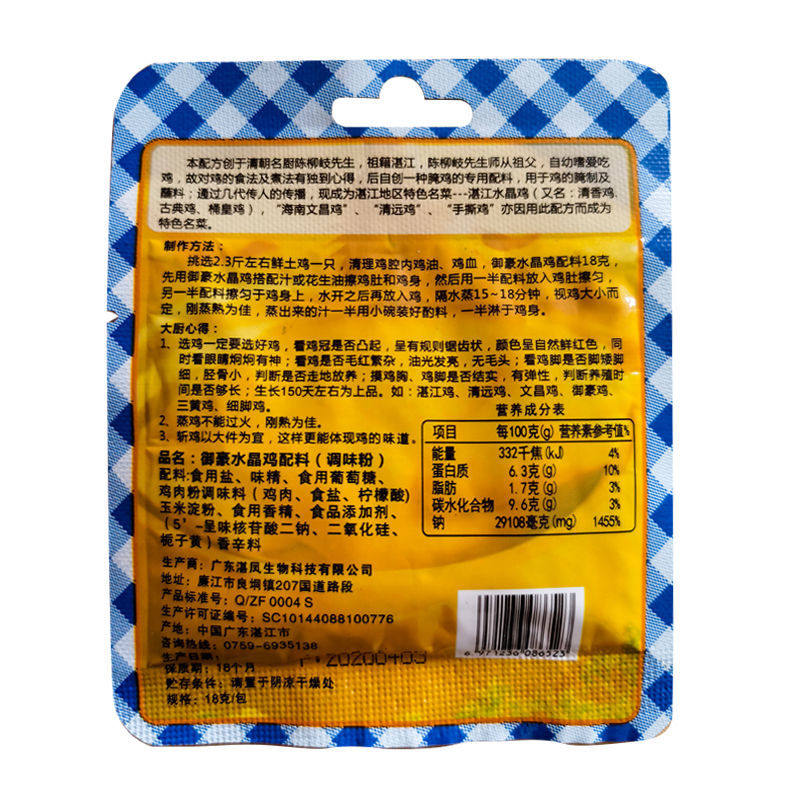 本配方创于清朝名厨陈柳岐先生，祖籍湛江，陈柳岐先生师从祖父，自幼嗜爱吃
鸡，故对鸡的食法及煮法有独到心得，后自创一种腌鸡的专用配料，用于鸡的腌制及
蘸料；通过几代传人的传播，现成为湛江地区特色名菜---湛江水晶鸡（又名：清香鸡、
古典鸡、桶皇鸡），“海南文昌鸡”、“清远鸡”、“手撕鸡”亦因用此配方而成为
特色名菜。
制作方法：
挑选2.3斤左右鲜土鸡一只，清理鸡腔内鸡油、鸡血，御豪水晶鸡配料18克，
先用御豪水晶鸡搭配汁或花生油擦鸡肚和鸡身，然后用一半配料放入鸡肚擦匀，
另一半配料擦匀于鸡身上，水开之后再放入鸡，隔水蒸15~18分钟，视鸡大小而
定，刚蒸熟为佳，蒸出来的汁一半用小碗装好酌料，一半淋于鸡身。
大厨心得：
1、选鸡一定要选好鸡，看鸡冠是否凸起，呈有规则锯齿状，颜色呈自然鲜红色，同
时看眼睛炯炯有神；看鸡是否毛红繁杂，油光发亮，无毛头；看鸡脚是否脚矮脚
细，胫骨小，判断是否走地放养；摸鸡胸、鸡脚是否结实，有弹性，判断养殖时
间是否够长；生长150天左右为上品。如：湛江鸡、清远鸡、文昌鸡、御豪鸡、
三黄鸡、细脚鸡。
2、蒸鸡不能过火，刚熟为佳。
3、斩鸡以大件为宜，这样更能体现鸡的味道。
营养成分表
项目 每100克(g) 营养素参考值%
能量 332千焦(kJ) 4%
蛋白质 6.3克(g) 10%
脂肪 1.7克(g) 3%
碳水化合物 9.6克(g) 3%
钠 29108毫克(mg) 1455%
品名：御豪水晶鸡配料（调味粉）
配料:食用盐、味精、食用葡萄糖、
鸡肉粉调味料（鸡肉、食盐、柠檬酸）
玉米淀粉、食用香精、食品添加剂、
（5'-呈味核苷酸二钠、二氧化硅、
栀子黄）香辛料
生产商：广东湛凤生物科技有限公司
地址：廉江市良垌镇207国道路段
产品标准号：Q/ZF 0004 S
生产许可证编号：SC10144088100776
产地：中国广东湛江市
咨询热线：0759-6935138
生产日期： 20200403
保质期：18个月
贮存条件：请置于阴凉干燥处
规格：18克/包
6 971236 086523